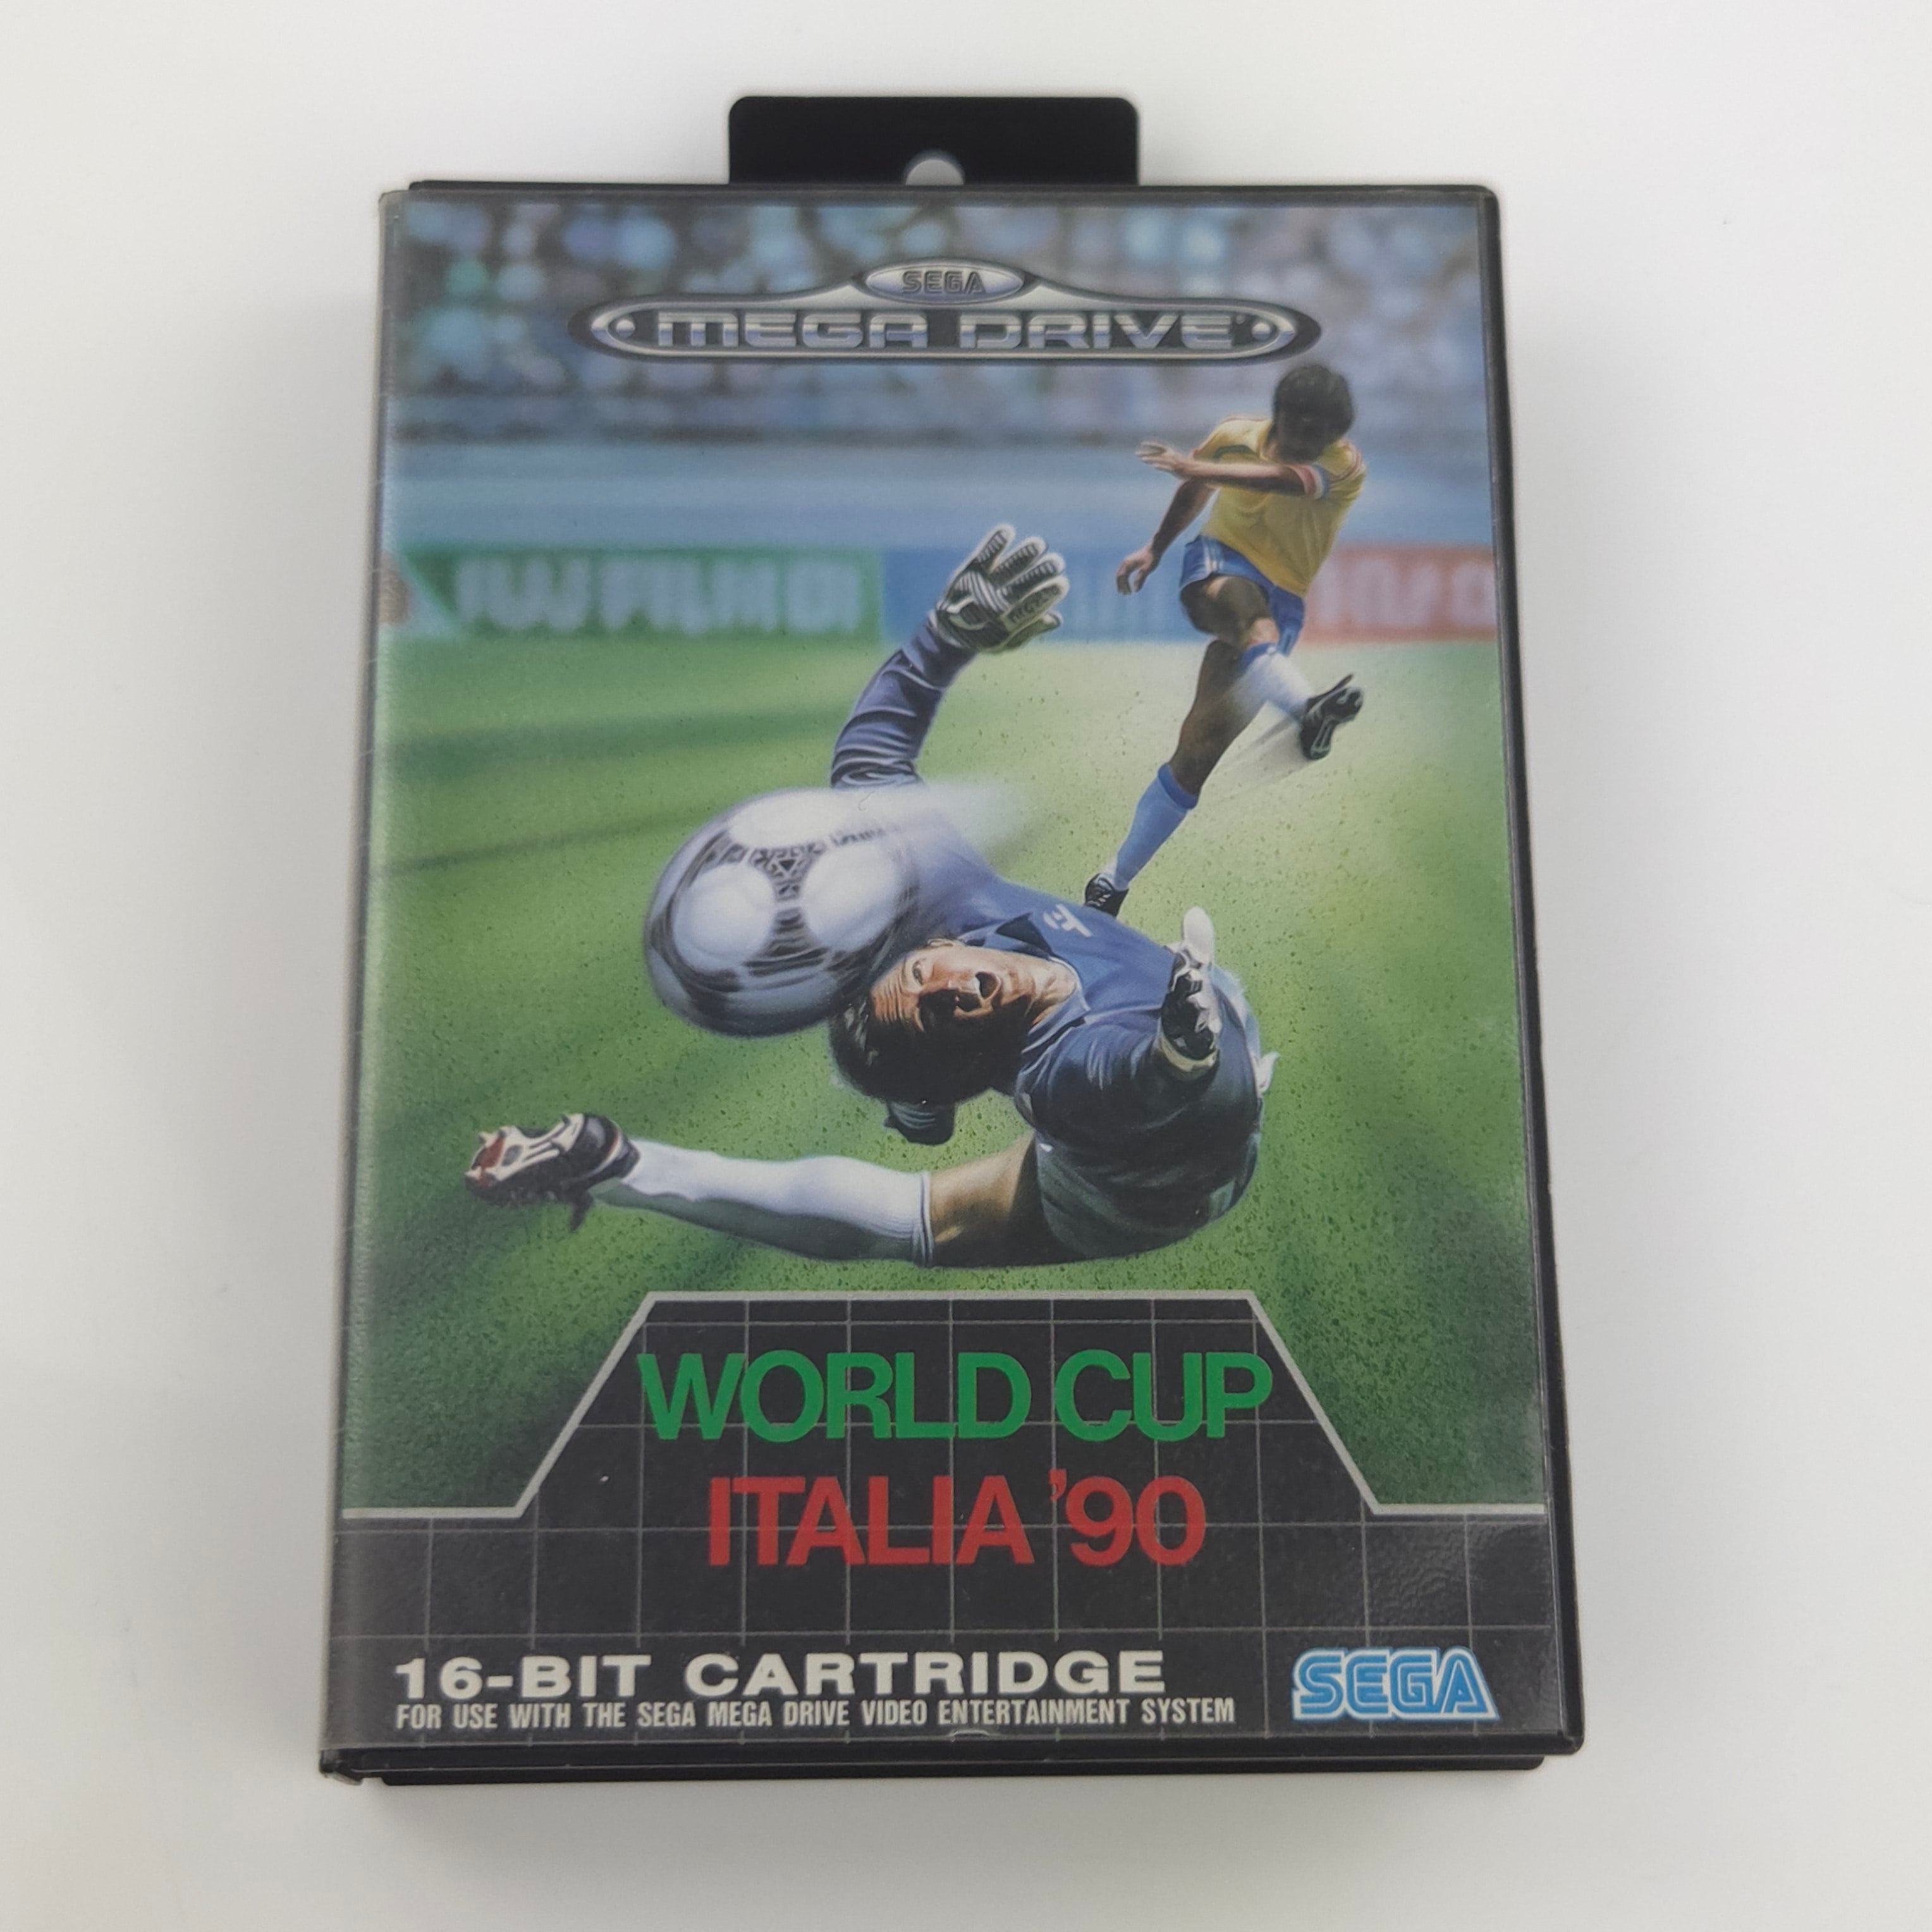 SEGA
MEGA DRIVE
FUJI FILM
WORLD CUP
ITALIA '90
16-BIT CARTRIDGE
FOR USE WITH THE SEGA MEGA DRIVE VIDEO ENTERTAINMENT SYSTEM
SEGA